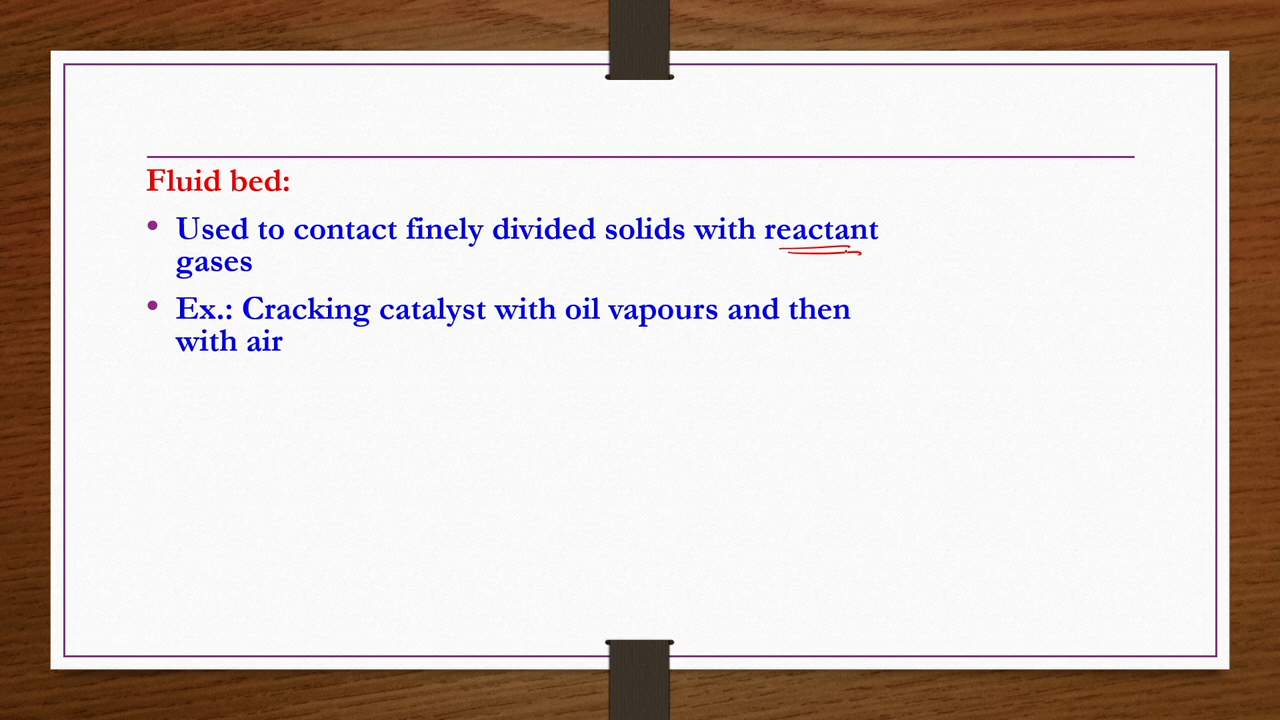 Fluid bed:
• Used to contact finely divided solids with reactant
gases
• Ex.: Cracking catalyst with oil vapours and then
with air